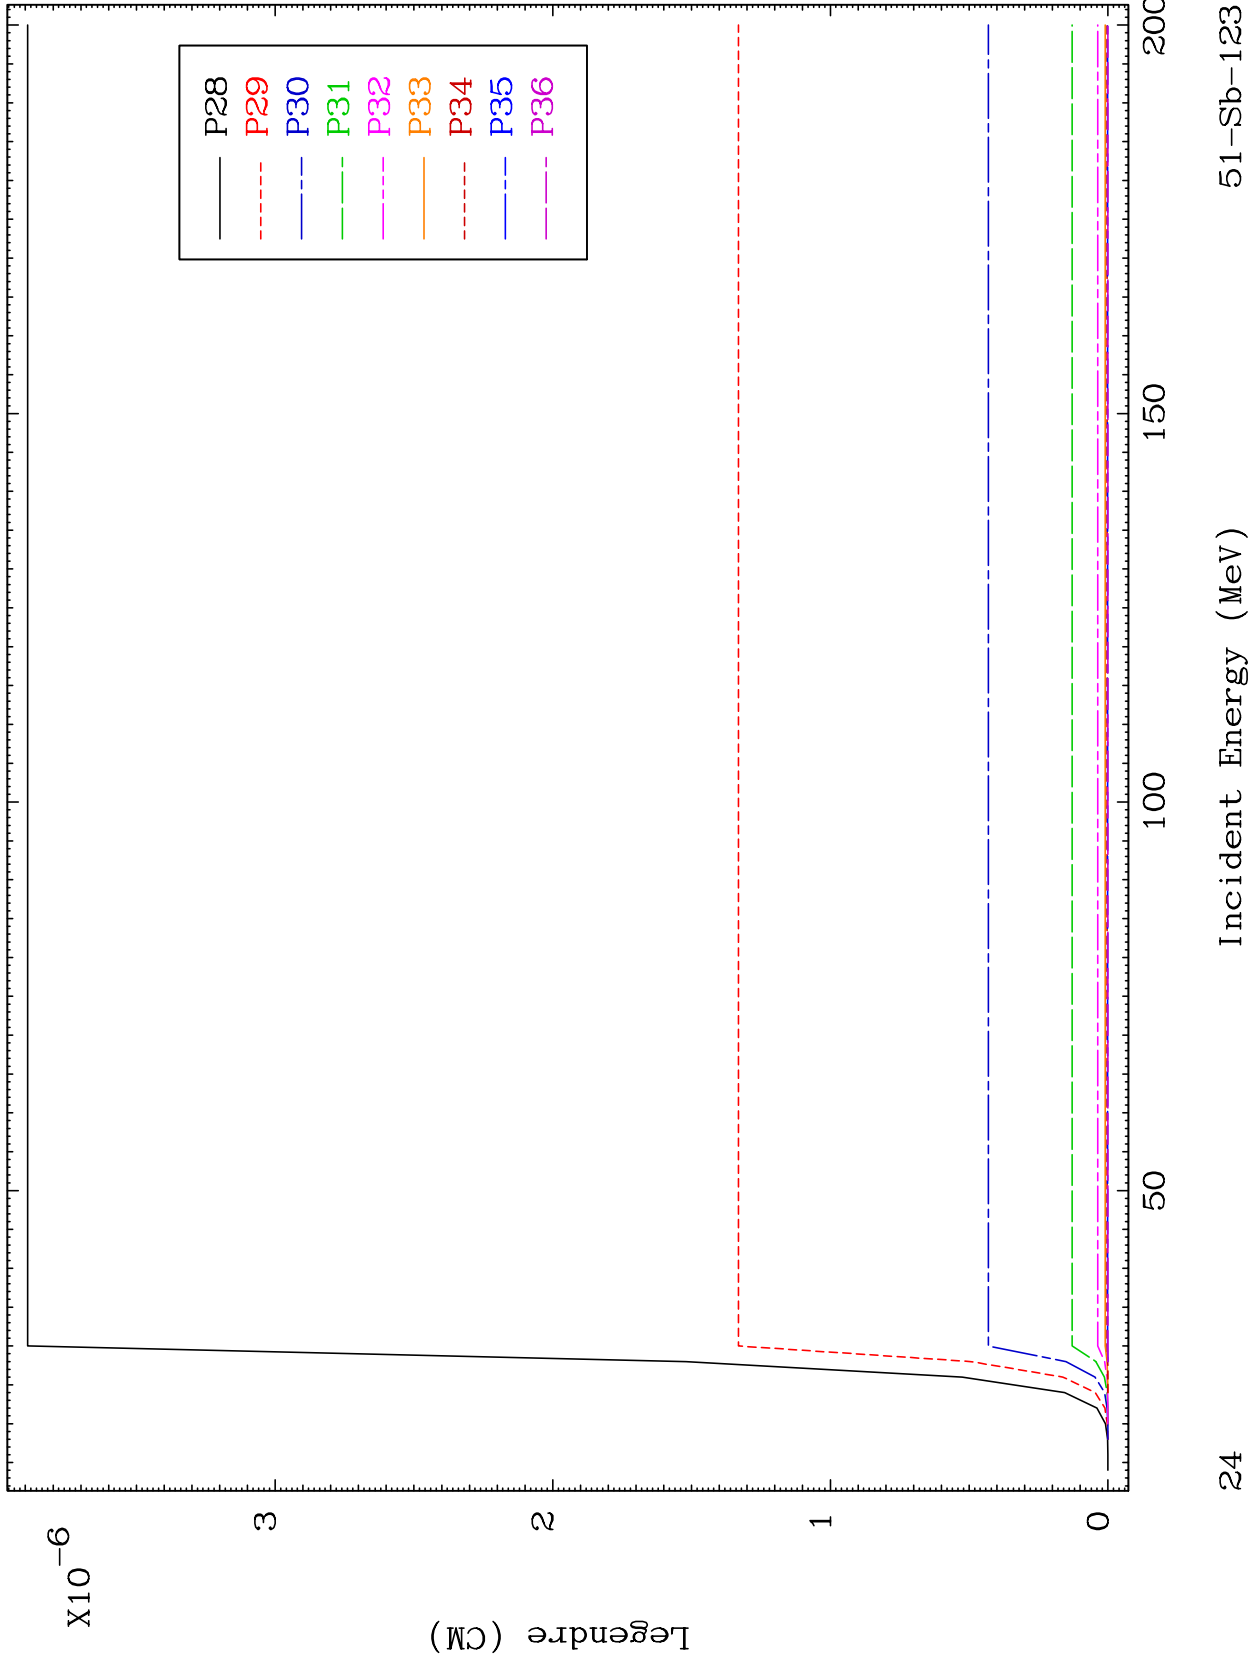 X10-6
3
2
1
0
Legendre (CM)
P28
P29
P30
P31
P32
P33
P34
P35
P36
50
100
150
200
Incident Energy (MeV)
24
51-Sb-123